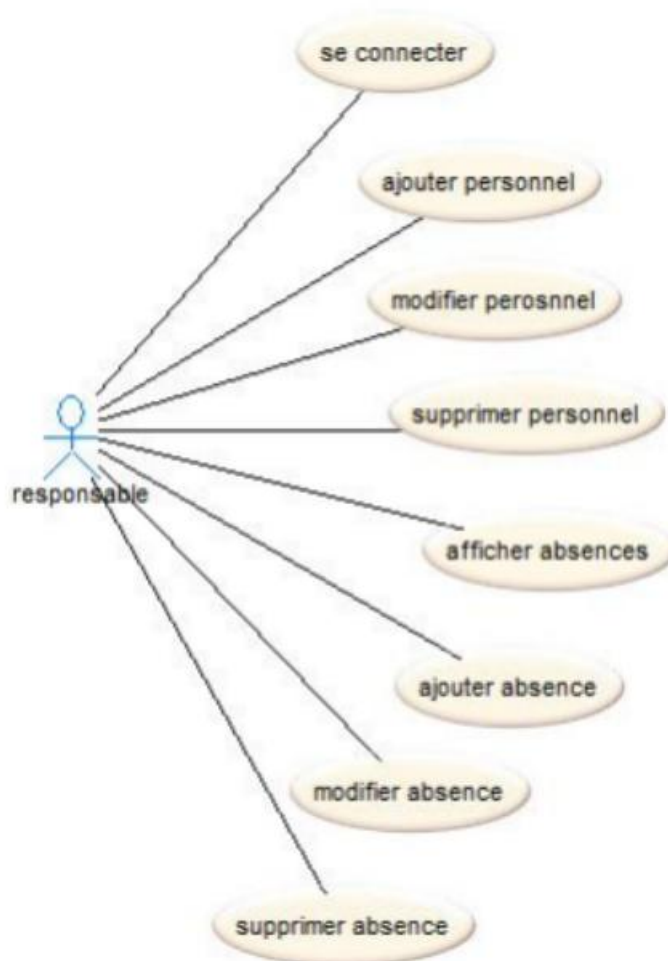 se connecter
ajouter personnel
modifier perosnnel
supprimer personnel
responsable
afficher absences
ajouter absence
modifier absence
supprimer absence